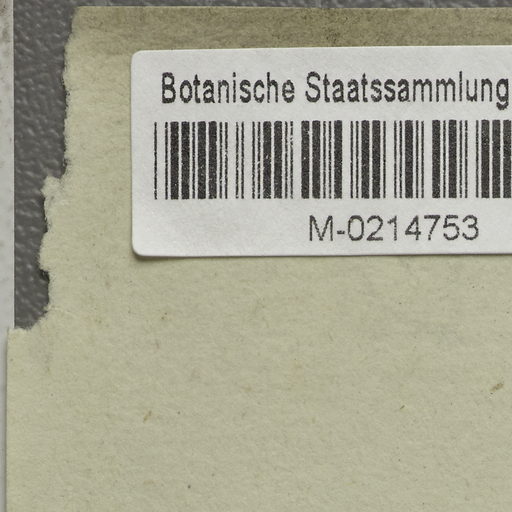 Botanische Staatssammlung
M-0214753